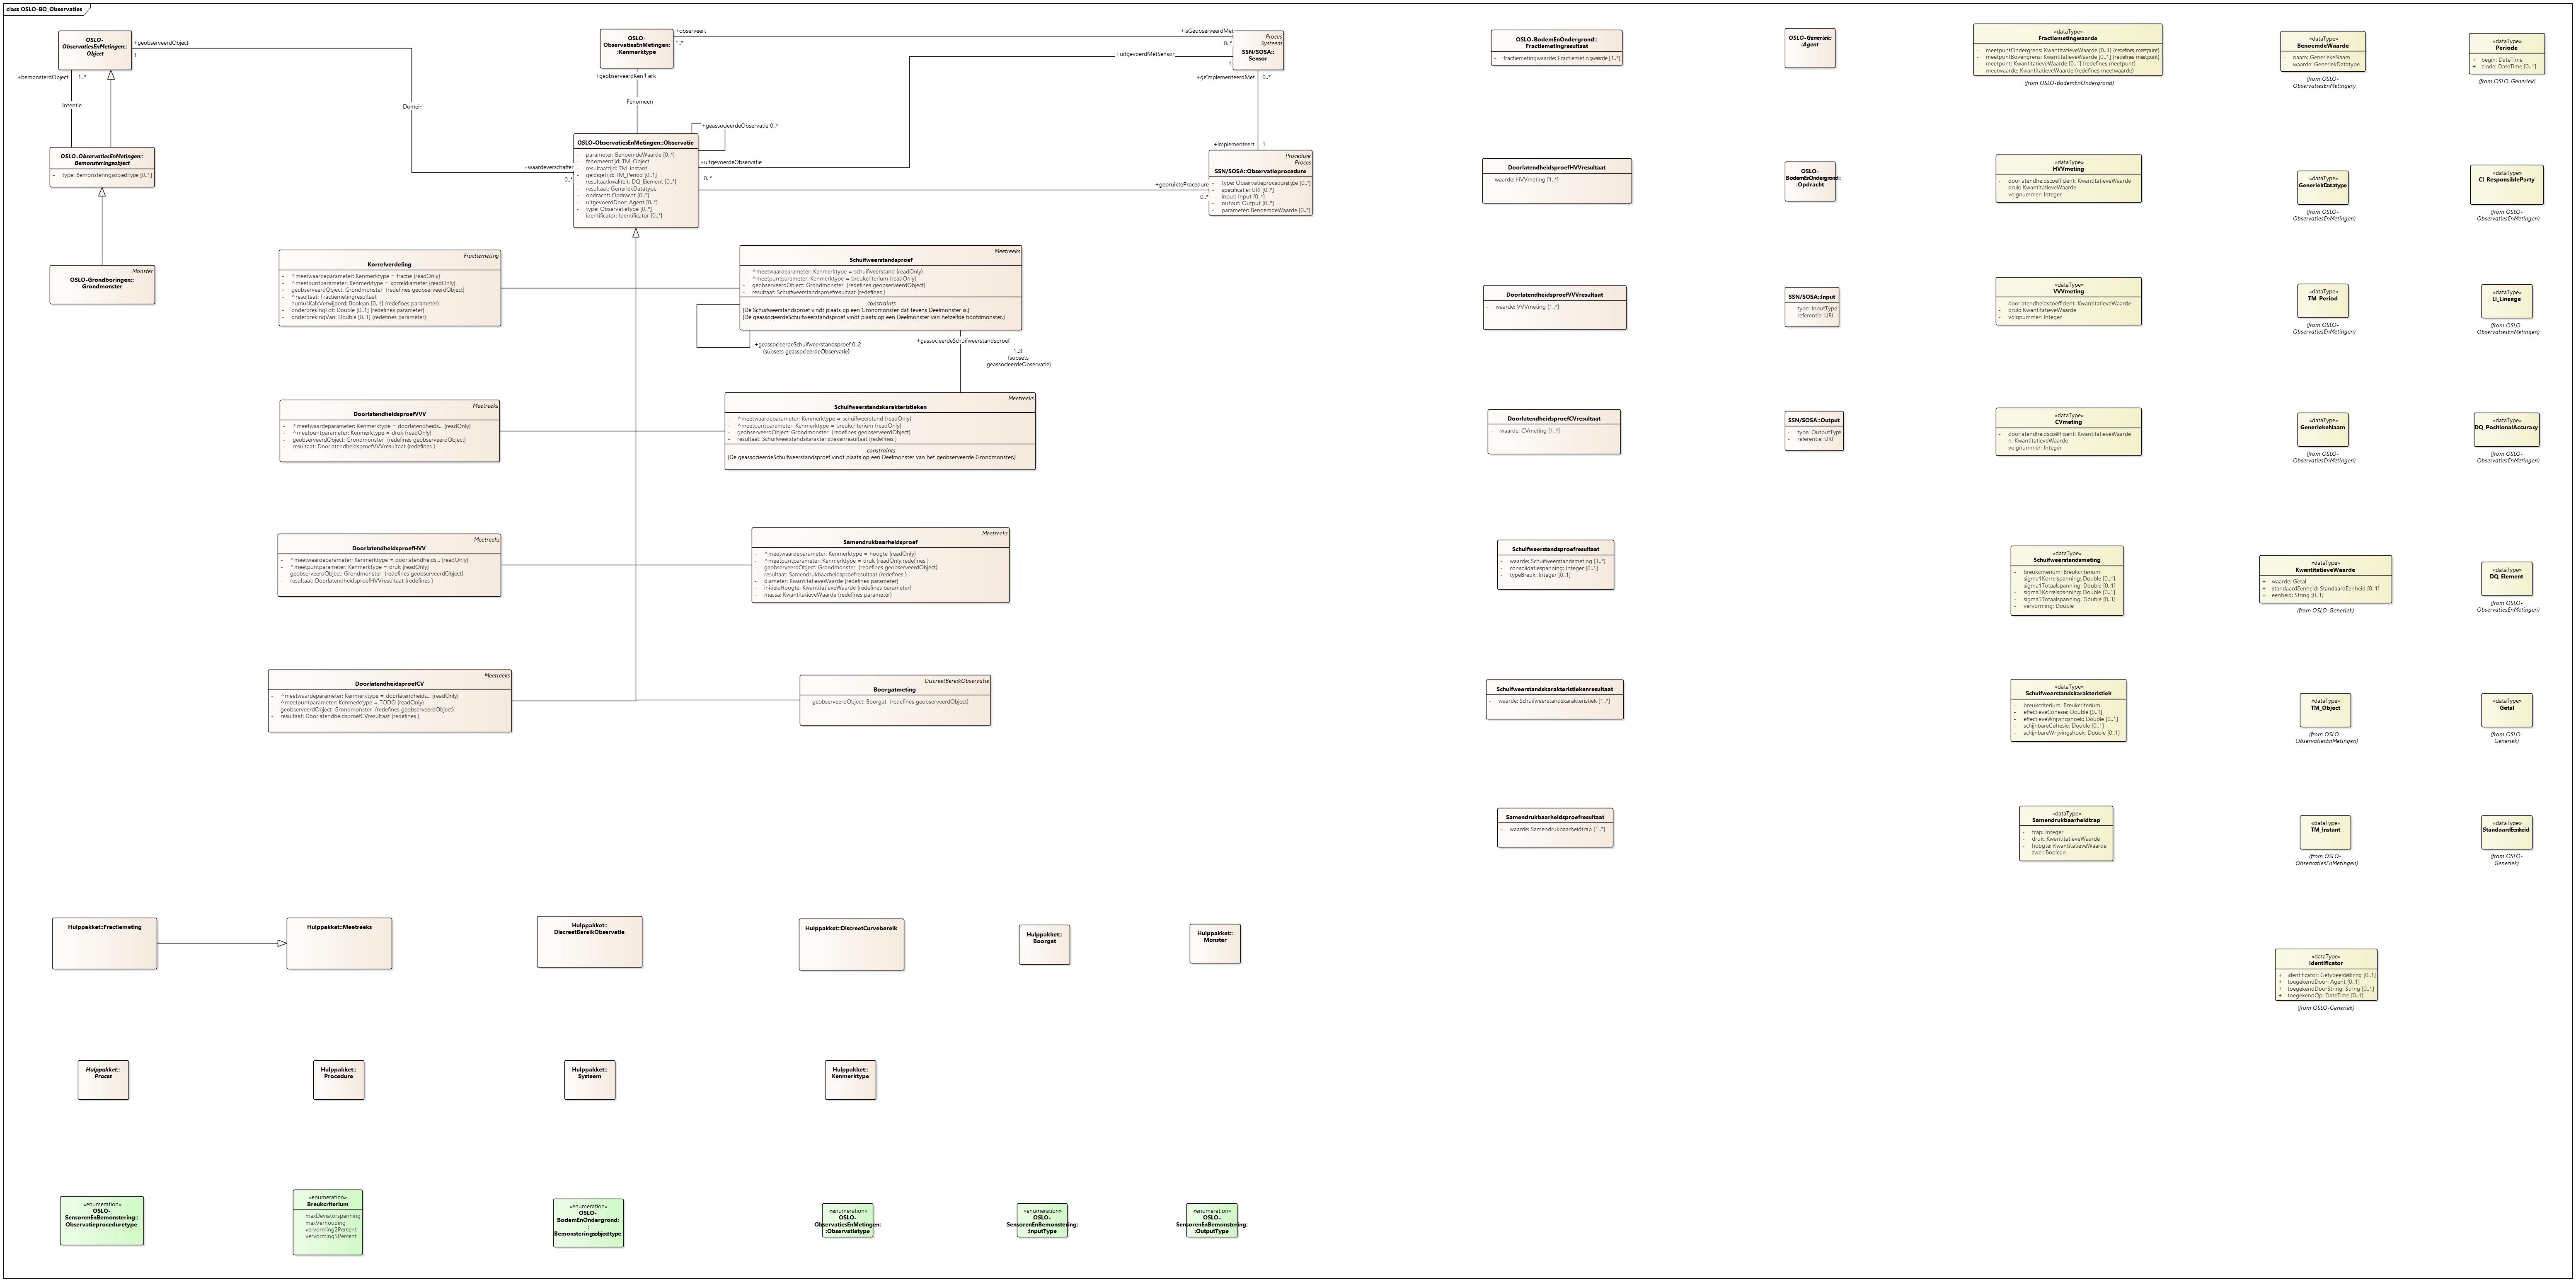 class OSLO-BO_Observaties
OSLO-
ObservatiesEnMetingen::
Object
+geobserveerdObject
1
+bemonsterdObject
1..*
Intentie
Domein
OSLO-ObservatiesEnMetingen::
Bemonsteringsobject
- type: Bemonsteringsobjecttype [0..1]
Monster
OSLO-Grondboringen::
Grondmonster
OSLO-
ObservatiesEnMetingen:
:Kenmerktype
+observeert
1..*
+isGeobserveerdMet
0..*
+geobserveerdKen 1 erk
Fenomeen
+geassocieerdeObservatie 0..*
OSLO-ObservatiesEnMetingen::Observatie
- parameter: BenoemdeWaarde [0..*]
- fenomeentijd: TM_Object
- resultaattijd: TM_Instant
- geldigeTijd: TM_Period [0..1]
- resultaatkwaliteit: DQ_Element [0..*]
- resultaat: GeneriekDatatype
- opdracht: Opdracht [0..*]
- uitgevoerdDoor: Agent [0..*]
- type: Observatietype [0..*]
- identificator: Identificator [0..*]
+waardeverschaffer
0..*
+uitgevoerdeObservatie
0..*
+uitgevoerdMetSensor
1
+gebruikteProcedure
0..*
Proces
Systeem
SSN/SOSA::
Sensor
+geïmplementeerdMet
0..*
+implementeert
1
Procedure
Proces
SSN/SOSA::Observatieprocedure
- type: Observatieproceduretype [0..*]
- specificatie: URI [0..*]
- input: Input [0..*]
- output: Output [0..*]
- parameter: BenoemdeWaarde [0..*]
Fractiemeting
Korrelverdeling
- ^meetwaardeparameter: Kenmerktype = fractie {readOnly}
- ^meetpuntparameter: Kenmerktype = korreldiameter {readOnly}
- geobserveerdObject: Grondmonster {redefines geobserveerdObject}
- ^resultaat: Fractiemetingresultaat
- humusKalkVerwijderd: Boolean [0..1] {redefines parameter}
- onderbrekingTot: Double [0..1] {redefines parameter}
- onderbrekingVan: Double [0..1] {redefines parameter}
Meetreeks
Schuifweerstandsproef
- ^meetwaardearameter: Kenmerktype = schuifweerstand {readOnly}
- ^meetpuntparameter: Kenmerktype = breukcriterium {readOnly}
- geobserveerdObject: Grondmonster {redefines geobserveerdObject}
- resultaat: Schuifweerstandsproefresultaat {redefines }
constraints
{De Schuifweerstandsproef vindt plaats op een Grondmonster dat tevens Deelmonster is.}
{De geassocieerdeSchuifweerstandsproef vindt plaats op een Deelmonster van hetzelfde hoofdmonster.}
+geassocieerdeSchuifweerstandsproef 0..2
{subsets geassocieerdeObservatie}
+gassocieerdeSchuifweerstandsproef
1..3
{subsets
geassocieerdeObservatie}
Meetreeks
DoorlatendheidsproefVVV
- ^meetwaardeparameter: Kenmerktype = doorlatendheids... {readOnly}
- ^meetpuntparameter: Kenmerktype = druk {readOnly}
- geobserveerdObject: Grondmonster {redefines geobserveerdObject}
- resultaat: DoorlatendheidsproefVVVresultaat {redefines }
Meetreeks
Schuifweerstandskarakteristieken
- ^meetwaardeparameter: Kenmerktype = schuifweerstand {readOnly}
- ^meetpuntparameter: Kenmerktype = breukcriterium {readOnly}
- geobserveerdObject: Grondmonster {redefines geobserveerdObject}
- resultaat: Schuifweerstandskarakteristiekenresultaat {redefines }
constraints
{De geassocieerdeSchuifweerstandsproef vindt plaats op een Deelmonster van het geobserveerde Grondmonster.}
Meetreeks
DoorlatendheidsproefHVV
- ^meetwaardeparameter: Kenmerktype = doorlatendheids... {readOnly}
- ^meetpuntparameter: Kenmerktype = druk {readOnly}
- geobserveerdObject: Grondmonster {redefines geobserveerdObject}
- resultaat: DoorlatendheidsproefHVVresultaat {redefines }
Meetreeks
Samendrukbaarheidsproef
- ^meetwaardeparameter: Kenmerktype = hoogte {readOnly}
- ^meetpuntparameter: Kenmerktype = druk {readOnly,redefines }
- geobserveerdObject: Grondmonster {redefines geobserveerdObject}
- resultaat: Samendrukbaarheidsproefresultaat {redefines }
- diameter: KwantitatieveWaarde {redefines parameter}
- initiëleHoogte: KwantitatieveWaarde {redefines parameter}
- massa: KwantitatieveWaarde {redefines parameter}
Meetreeks
DoorlatendheidsproefCV
- ^meetwaardeparameter: Kenmerktype = doorlatendheids... {readOnly}
- ^meetpuntparameter: Kenmerktype = TODO {readOnly}
- geobserveerdObject: Grondmonster {redefines geobserveerdObject}
- resultaat: DoorlatendheidsproefCVresultaat {redefines }
DiscreetBereikObservatie
Boorgatmeting
- geobserveerdObject: Boorgat {redefines geobserveerdObject}
OSLO-BodemEnOndergrond::
Fractiemetingresultaat
- fractiemetingwaarde: Fractiemetingwaarde [1..*]
DoorlatendheidsproefHVVresultaat
- waarde: HVVmeting [1..*]
DoorlatendheidsproefVVVresultaat
- waarde: VVVmeting [1..*]
DoorlatendheidsproefCVresultaat
- waarde: CVmeting [1..*]
Schuifweerstandsproefresultaat
- waarde: Schuifweerstandsmeting [1..*]
- consolidatiespanning: Integer [0..1]
- typeBreuk: Integer [0..1]
Schuifweerstandskarakteristiekenresultaat
- waarde: Schuifweerstandskarakteristiek [1..*]
Samendrukbaarheidsproefresultaat
- waarde: Samendrukbaarheidtrap [1..*]
OSLO-Generiek:
:Agent
OSLO-
BodemEnOndergrond:
:Opdracht
SSN/SOSA::Input
- type: InputType
- referentie: URI
SSN/SOSA::Output
- type: OutputType
- referentie: URI
«dataType»
Fractiemetingwaarde
- meetpuntOndergrens: KwantitatieveWaarde [0..1] {redefines meetpunt}
- meetpuntBovengrens: KwantitatieveWaarde [0..1] {redefines meetpunt}
- meetpunt: KwantitatieveWaarde [0..1] {redefines meetpunt}
- meetwaarde: KwantitatieveWaarde {redefines meetwaarde}
(from OSLO-BodemEnOndergrond)
«dataType»
HVVmeting
- doorlatendheidscoëfficient: KwantitatieveWaarde
- druk: KwantitatieveWaarde
- volgnummer: Integer
«dataType»
VVVmeting
- doorlatendheidscoëfficient: KwantitatieveWaarde
- druk: KwantitatieveWaarde
- volgnummer: Integer
«dataType»
CVmeting
- doorlatendheidscoëfficient: KwantitatieveWaarde
- n: KwantitatieveWaarde
- volgnummer: Integer
«dataType»
Schuifweerstandsmeting
- breukcriterium: Breukcriterium
- sigma1Korrelspanning: Double [0..1]
- sigma1Totaalspanning: Double [0..1]
- sigma3Korrelspanning: Double [0..1]
- sigma3Totaalspanning: Double [0..1]
- vervorming: Double
«dataType»
Schuifweerstandskarakteristiek
- breukcriterium: Breukcriterium
- effectieveCohesie: Double [0..1]
- effectieveWrijvingshoek: Double [0..1]
- schijnbareCohesie: Double [0..1]
- schijnbareWrijvingshoek: Double [0..1]
«dataType»
Samendrukbaarheidtrap
- trap: Integer
- druk: KwantitatieveWaarde
- hoogte: KwantitatieveWaarde
- zwel: Boolean
«dataType»
BenoemdeWaarde
- naam: GeneriekeNaam
- waarde: GeneriekDatatype
(from OSLO-
ObservatiesEnMetingen)
«dataType»
GeneriekDatatype
(from OSLO-
ObservatiesEnMetingen)
«dataType»
TM_Period
(from OSLO-
ObservatiesEnMetingen)
«dataType»
GeneriekeNaam
(from OSLO-
ObservatiesEnMetingen)
«dataType»
KwantitatieveWaarde
+ waarde: Getal
+ standaardEenheid: StandaardEenheid [0..1]
+ eenheid: String [0..1]
(from OSLO-Generiek)
«dataType»
TM_Object
(from OSLO-
ObservatiesEnMetingen)
«dataType»
TM_Instant
(from OSLO-
ObservatiesEnMetingen)
«dataType»
Identificator
+ identificator: GetypeerdeString [0..1]
+ toegekendDoor: Agent [0..1]
+ toegekendDoorString: String [0..1]
+ toegekendOp: DateTime [0..1]
(from OSLO-Generiek)
«dataType»
Periode
+ begin: DateTime
+ einde: DateTime [0..1]
(from OSLO-Generiek)
«dataType»
CI_ResponsibleParty
(from OSLO-
ObservatiesEnMetingen)
«dataType»
LI_Lineage
(from OSLO-
ObservatiesEnMetingen)
«dataType»
DQ_PositionalAccuracy
(from OSLO-
ObservatiesEnMetingen)
«dataType»
DQ_Element
(from OSLO-
ObservatiesEnMetingen)
«dataType»
Getal
(from OSLO-
Generiek)
«dataType»
StandaardEenheid
(from OSLO-
Generiek)
Hulppakket::Fractiemeting
Hulppakket::Meetreeks
Hulppakket::
DiscreetBereikObservatie
Hulppakket::DiscreetCurvebereik
Hulppakket::
Boorgat
Hulppakket::
Monster
Hulppakket::
Proces
Hulppakket::
Procedure
Hulppakket::
Systeem
Hulppakket::
Kenmerktype
«enumeration»
OSLO-
SensorenEnBemonstering::
Observatieproceduretype
«enumeration»
Breukcriterium
maxDeviatorspanning
maxVerhouding
vervorming2Percent
vervorming5Percent
«enumeration»
OSLO-
BodemEnOndergrond:
:
Bemonsteringsobjecttype
«enumeration»
OSLO-
ObservatiesEnMetingen:
:Observatietype
«enumeration»
OSLO-
SensorenEnBemonstering:
:InputType
«enumeration»
OSLO-
SensorenEnBemonstering:
:OutputType